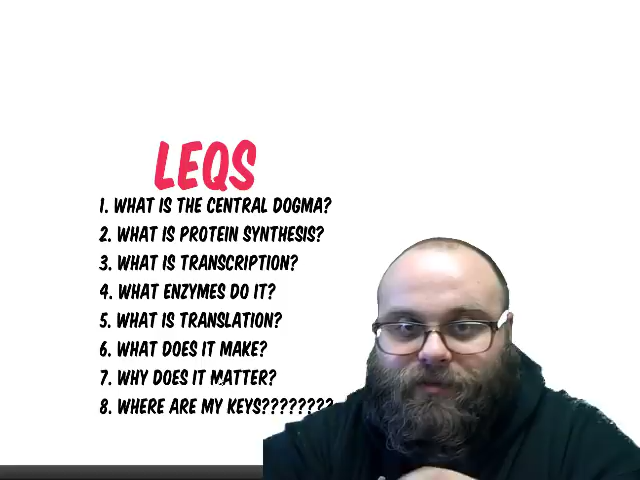 LEQS
1. WHAT IS THE CENTRAL DOGMA?
2. WHAT IS PROTEIN SYNTHESIS?
3. WHAT IS TRANSCRIPTION?
4. WHAT ENZYMES DO IT?
5. WHAT IS TRANSLATION?
6. WHAT DOES IT MAKE?
7. WHY DOES IT MATTER?
8. WHERE ARE MY KEYS????????